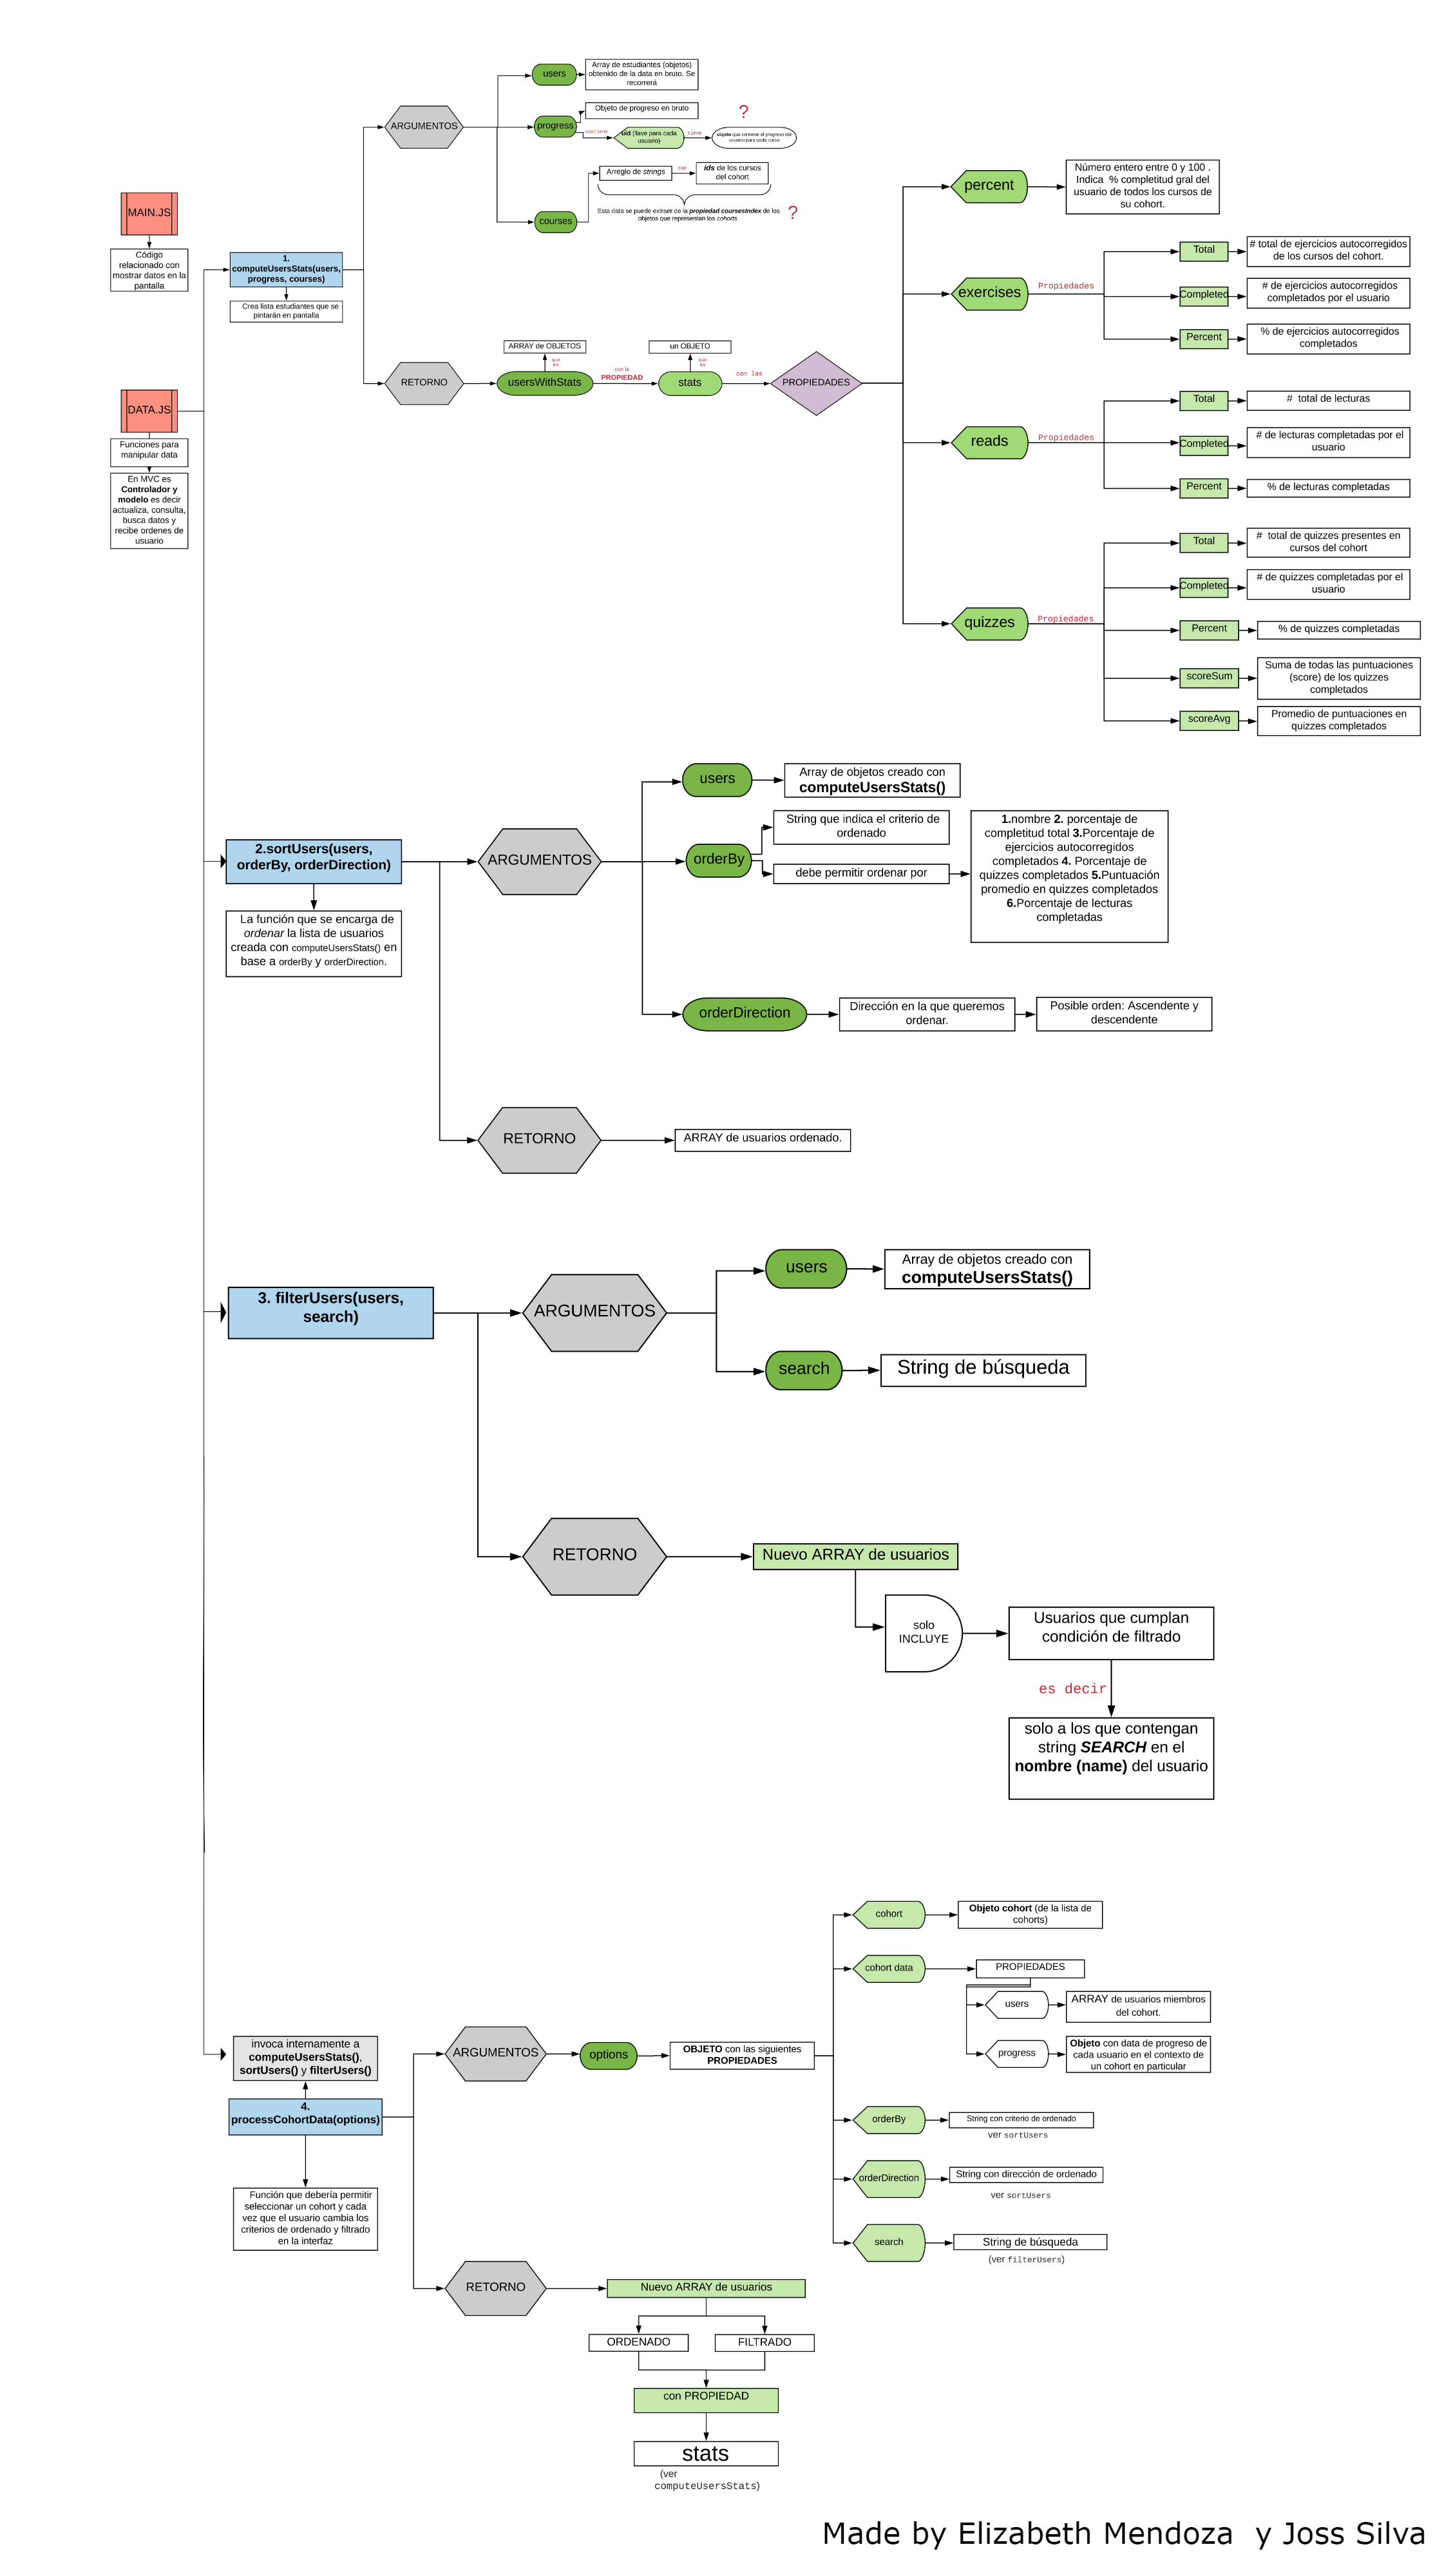 users
Array de estudiantes (objetos)
obtenido de la data en bruto. Se
recorrerá
ARGUMENTOS
progress
Objeto de progreso en bruto
?
contiene
uid (llave para cada
usuario)
tiene
objeto que contiene el progreso del
usuario para cada curso
Arreglo de strings
con
ids de los cursos
del cohort
courses
Esta data se puede extraer de la propiedad coursesIndex de los
objetos que representan los cohorts
?
MAIN.JS
Código
relacionado con
mostrar datos en la
pantalla
1.
computeUsersStats(users,
progress, courses)
Crea lista estudiantes que se
pintarán en pantalla
RETORNO
ARRAY de OBJETOS
que
es
usersWithStats
con la
PROPIEDAD
un OBJETO
que
es
stats
con las
PROPIEDADES
percent
Número entero entre 0 y 100 .
Indica  % completitud gral del
usuario de todos los cursos de
su cohort.
exercises
Propiedades
Total
# total de ejercicios autocorregidos
de los cursos del cohort.
Completed
# de ejercicios autocorregidos
completados por el usuario
Percent
% de ejercicios autocorregidos
completados
reads
Propiedades
Total
#  total de lecturas
Completed
# de lecturas completadas por el
usuario
Percent
% de lecturas completadas
quizzes
Propiedades
Total
#  total de quizzes presentes en
cursos del cohort
Completed
# de quizzes completadas por el
usuario
Percent
% de quizzes completadas
scoreSum
Suma de todas las puntuaciones
(score) de los quizzes
completados
scoreAvg
Promedio de puntuaciones en
quizzes completados
DATA.JS
Funciones para
manipular data
En MVC es
Controlador y
modelo es decir
actualiza, consulta,
busca datos y
recibe ordenes de
usuario
2.sortUsers(users,
orderBy, orderDirection)
La función que se encarga de
ordenar la lista de usuarios
creada con computeUsersStats() en
base a orderBy y orderDirection.
ARGUMENTOS
users
Array de objetos creado con
computeUsersStats()
orderBy
String que indica el criterio de
ordenado
debe permitir ordenar por
1.nombre 2. porcentaje de
completitud total 3.Porcentaje de
ejercicios autocorregidos
completados 4. Porcentaje de
quizzes completados 5.Puntuación
promedio en quizzes completados
6.Porcentaje de lecturas
completadas
orderDirection
Dirección en la que queremos
ordenar.
Posible orden: Ascendente y
descendente
RETORNO
ARRAY de usuarios ordenado.
3. filterUsers(users,
search)
ARGUMENTOS
users
Array de objetos creado con
computeUsersStats()
search
String de búsqueda
RETORNO
Nuevo ARRAY de usuarios
solo
INCLUYE
Usuarios que cumplan
condición de filtrado
es decir
solo a los que contengan
string SEARCH en el
nombre (name) del usuario
invoca internamente a
computeUsersStats(),
sortUsers() y filterUsers()
4.
processCohortData(options)
Función que debería permitir
seleccionar un cohort y cada
vez que el usuario cambia los
criterios de ordenado y filtrado
en la interfaz
ARGUMENTOS
options
OBJETO con las siguientes
PROPIEDADES
cohort
Objeto cohort (de la lista de
cohorts)
cohort data
PROPIEDADES
users
ARRAY de usuarios miembros
del cohort.
progress
Objeto con data de progreso de
cada usuario en el contexto de
un cohort en particular
orderBy
String con criterio de ordenado
ver sortUsers
orderDirection
String con dirección de ordenado
ver sortUsers
search
String de búsqueda
(ver filterUsers)
RETORNO
Nuevo ARRAY de usuarios
ORDENADO
FILTRADO
con PROPIEDAD
stats
(ver
computeUsersStats)
Made by Elizabeth Mendoza  y Joss Silva